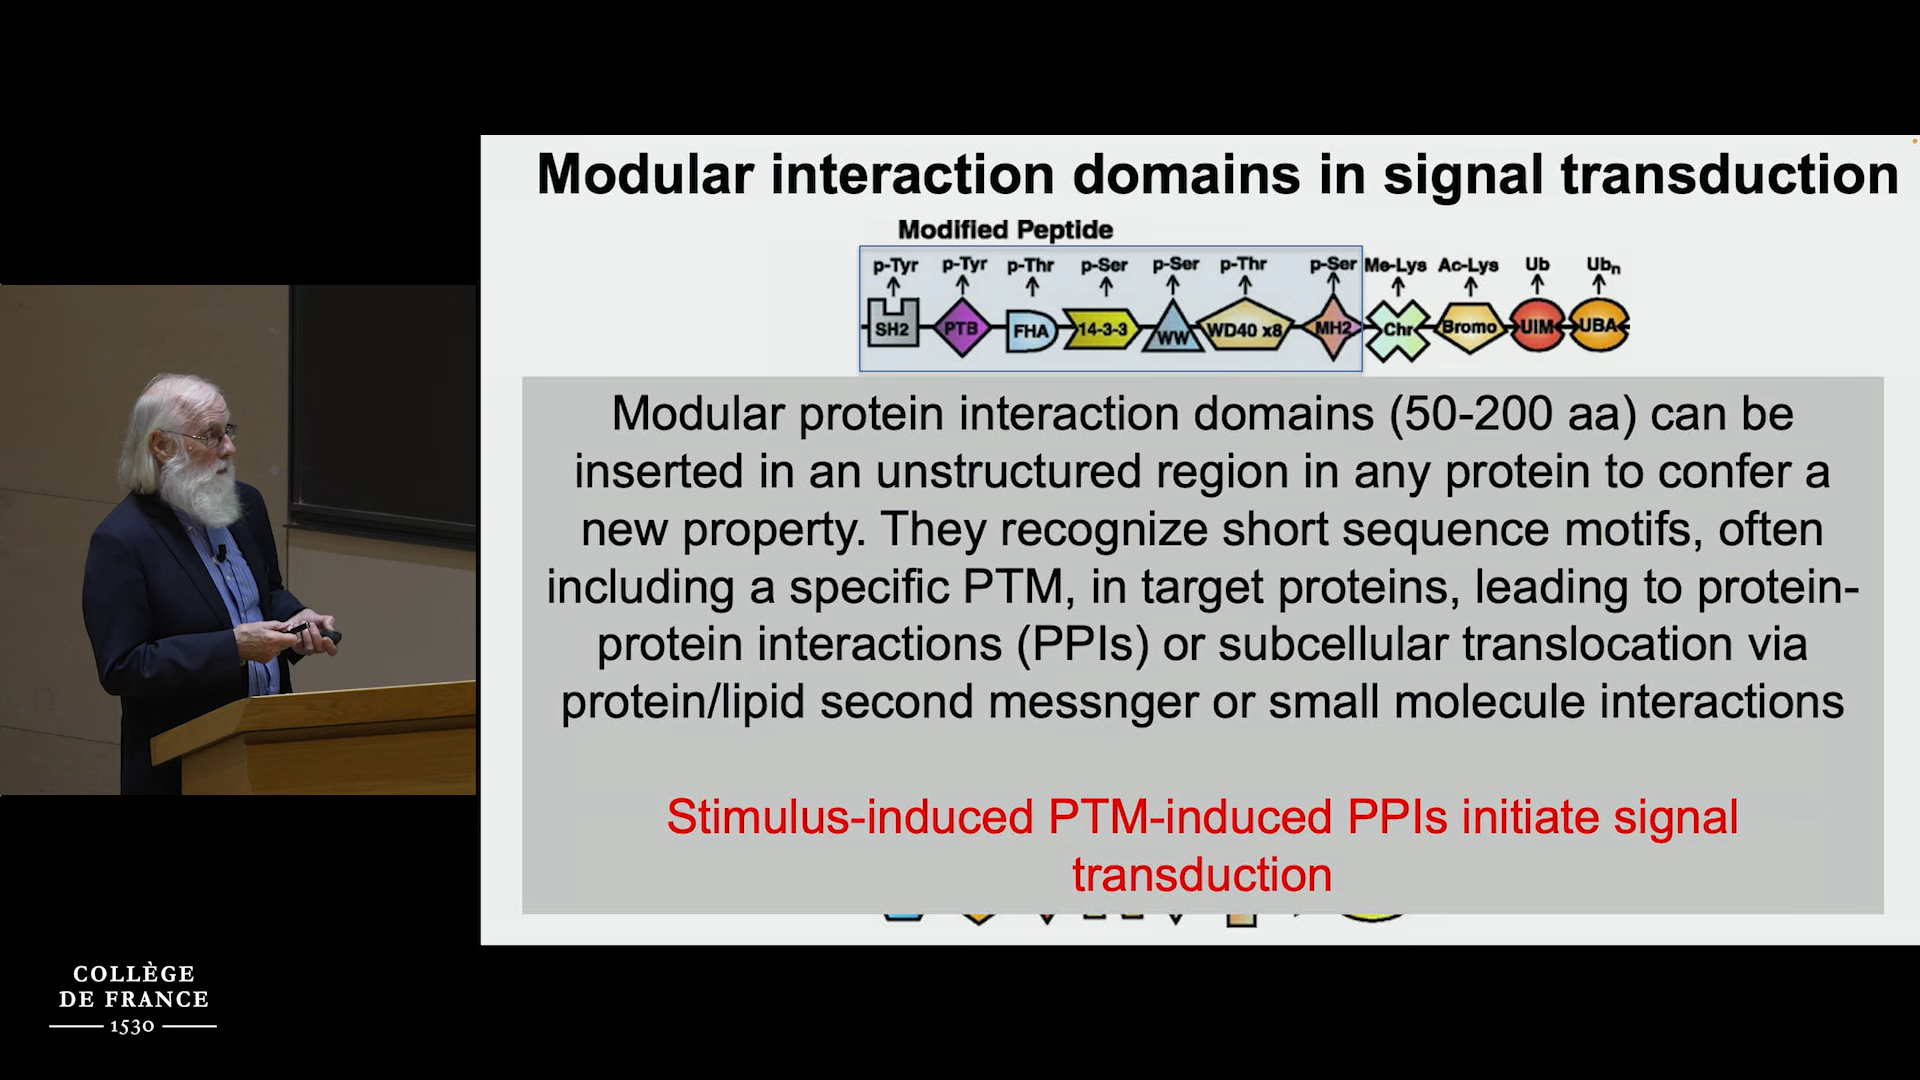 Modular interaction domains in signal transduction
Modified Peptide
p-Tyr p-Tyr p-Thr p-Ser p-Ser p-Thr p-Ser Me-Lys Ac-Lys Ub Ubn
SH2 PTB FHA 14-3-3 WW WD40 x8 MH2 Chr Bromo UIM UBA
Modular protein interaction domains (50-200 aa) can be
inserted in an unstructured region in any protein to confer a
new property. They recognize short sequence motifs, often
including a specific PTM, in target proteins, leading to protein-
protein interactions (PPIs) or subcellular translocation via
protein/lipid second messnger or small molecule interactions
Stimulus-induced PTM-induced PPIs initiate signal
transduction
COLLÈGE
DE FRANCE
1530